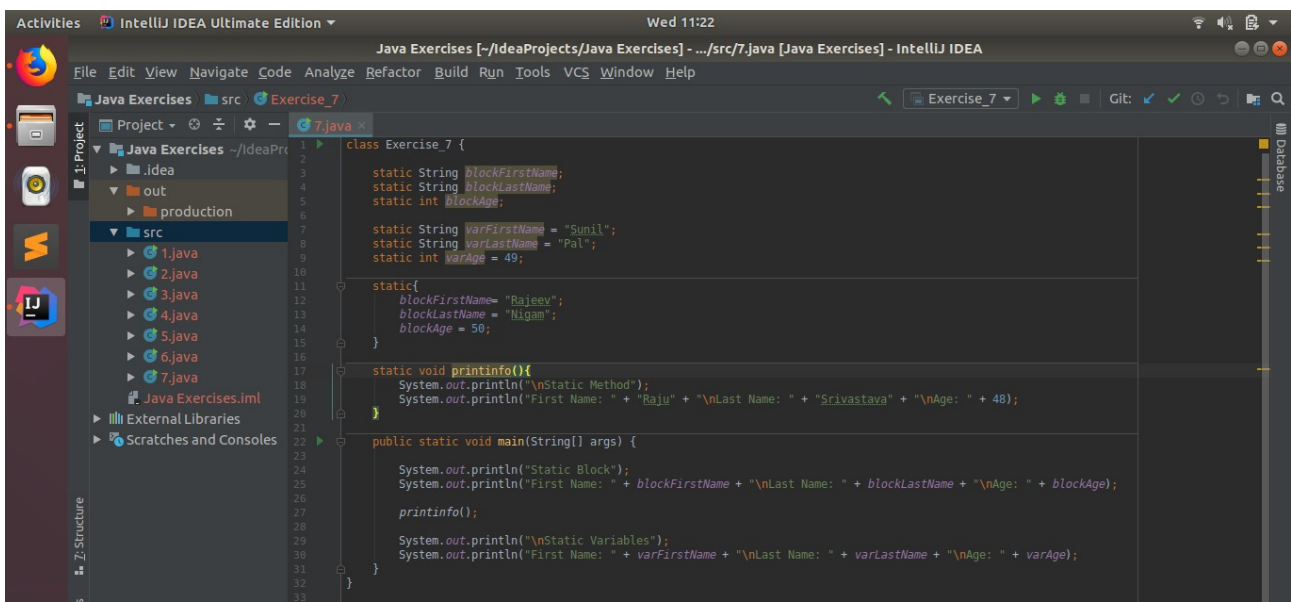 Activities IntelliJ IDEA Ultimate Edition Wed 11:22
Java Exercises [~/IdeaProjects/Java Exercises] - .../src/7.java [Java Exercises] - IntelliJ IDEA
File Edit View Navigate Code Analyze Refactor Build Run Tools VCS Window Help
Java Exercises src Exercise_7 Exercise_7 Git:
1: Project
Project
Java Exercises ~/IdeaPro
.idea
out
production
src
1.java
2.java
3.java
4.java
5.java
6.java
7.java
Java Exercises.iml
External Libraries
Scratches and Consoles
7: Structure
7.java
1 class Exercise_7 {
2
3 static String blockFirstName;
4 static String blockLastName;
5 static int blockAge;
6
7 static String varFirstName = "Sunil";
8 static String varLastName = "Pal";
9 static int varAge = 49;
10
11 static{
12 blockFirstName= "Rajeev";
13 blockLastName = "Nigam";
14 blockAge = 50;
15 }
16
17 static void printinfo(){
18 System.out.println("\nStatic Method");
19 System.out.println("First Name: " + "Raju" + "\nLast Name: " + "Srivastava" + "\nAge: " + 48);
20 }
21
22 public static void main(String[] args) {
23
24 System.out.println("Static Block");
25 System.out.println("First Name: " + blockFirstName + "\nLast Name: " + blockLastName + "\nAge: " + blockAge);
26
27 printinfo();
28
29 System.out.println("\nStatic Variables");
30 System.out.println("First Name: " + varFirstName + "\nLast Name: " + varLastName + "\nAge: " + varAge);
31 }
32 }
33
Database